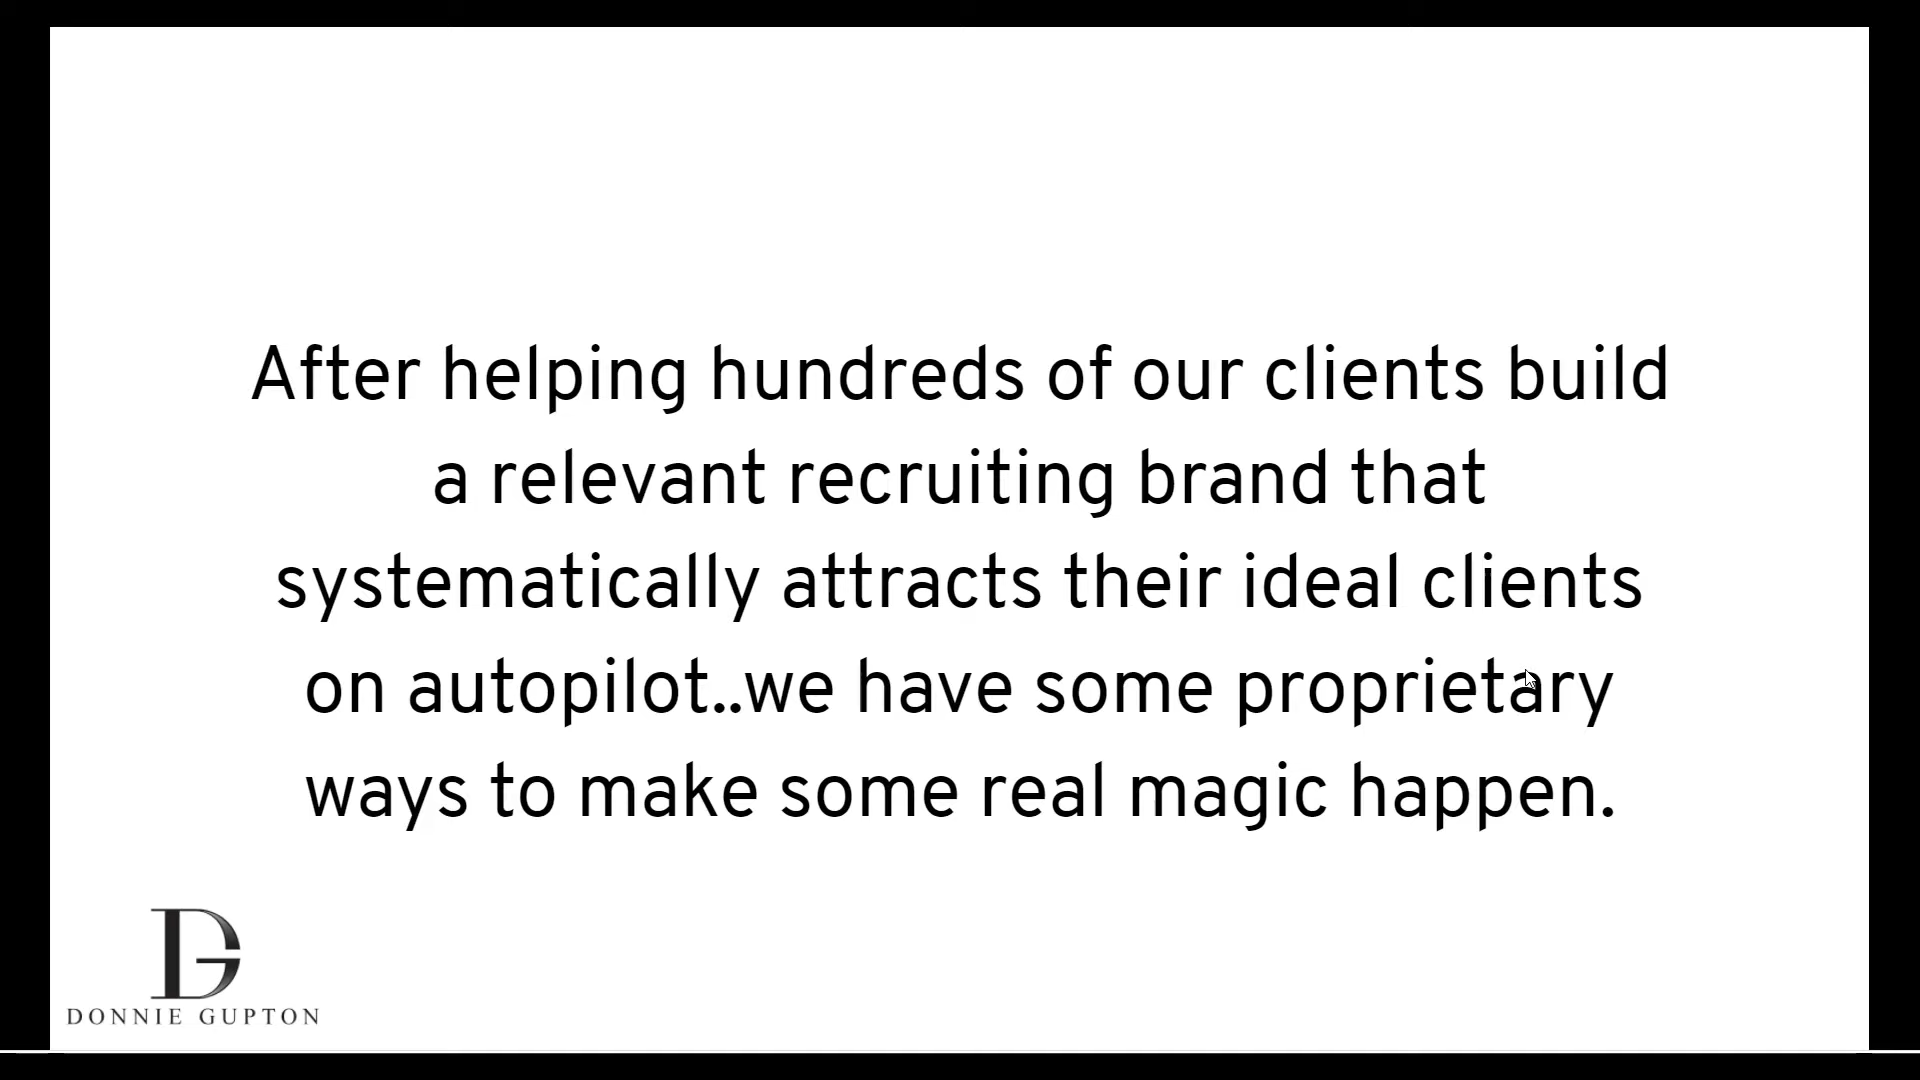 After helping hundreds of our clients build
a relevant recruiting brand that
systematically attracts their ideal clients
on autopilot..we have some proprietary
ways to make some real magic happen.
DG
DONNIE GUPTON